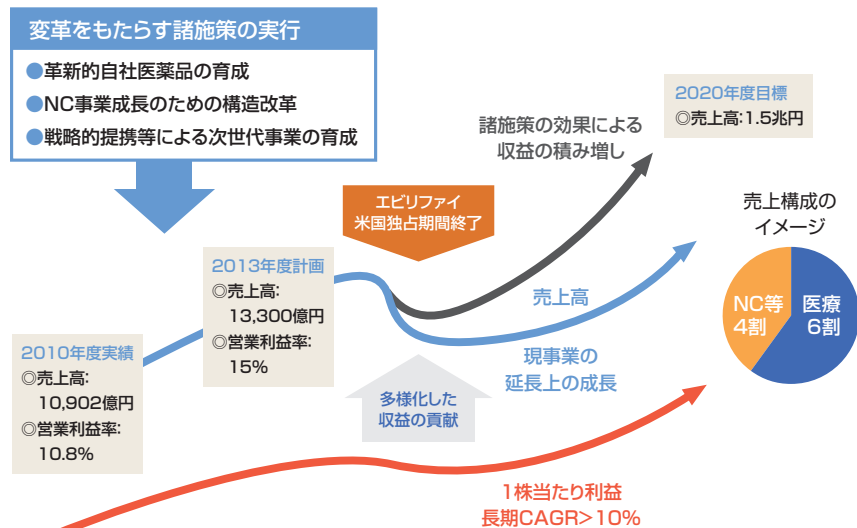 変革をもたらす諸施策の実行
●革新的自社医薬品の育成
●NC事業成長のための構造改革
●戦略的提携等による次世代事業の育成
2020年度目標
◎売上高:1.5兆円
諸施策の効果による
収益の積み増し
エビリファイ
米国独占期間終了
売上構成の
イメージ
NC等
4割
医療
6割
2013年度計画
◎売上高:
13,300億円
◎営業利益率:
15%
売上高
2010年度実績
◎売上高:
10,902億円
◎営業利益率:
10.8%
現事業の
延長上の成長
多様化した
収益の貢献
1株当たり利益
長期CAGR>10%